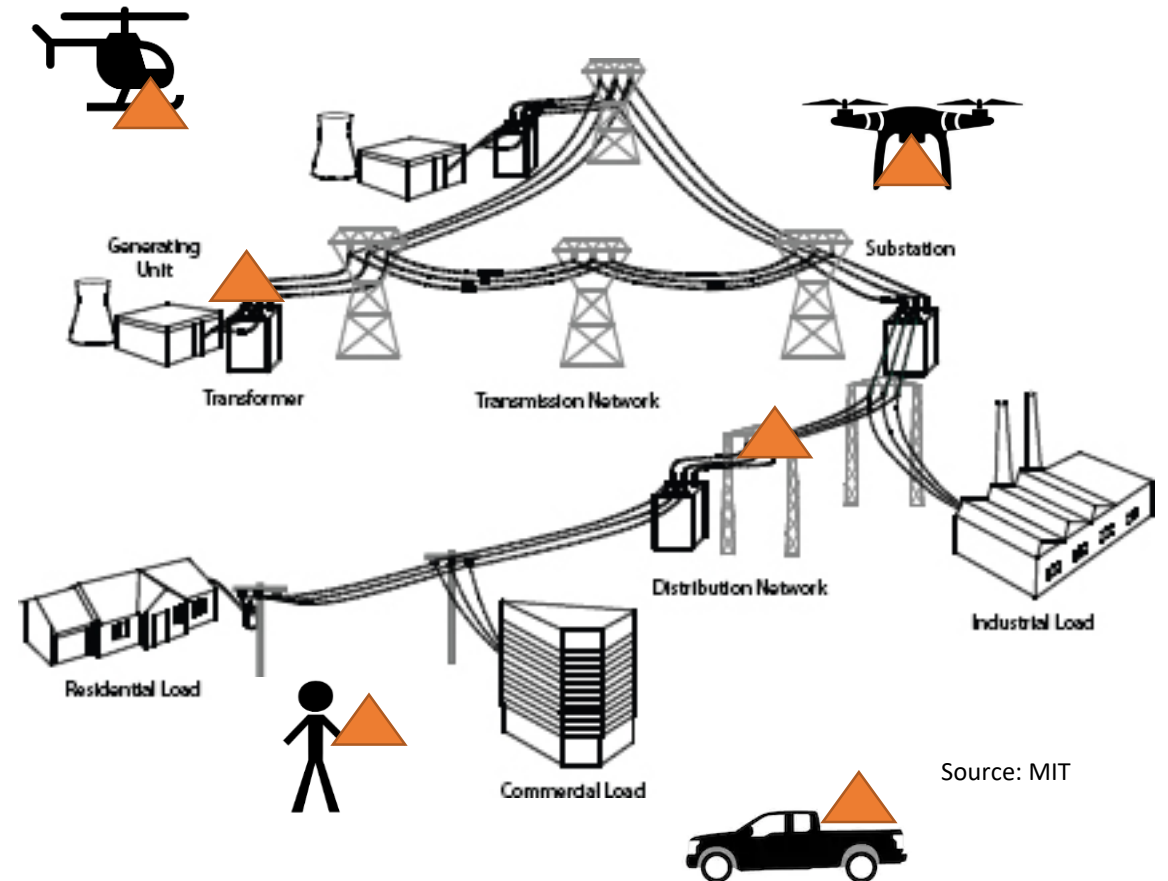 Generating
Unit
Substation
Transformer
Transmission Network
Distribution Network
Industrial Load
Residential Load
Commercial Load
Source: MIT